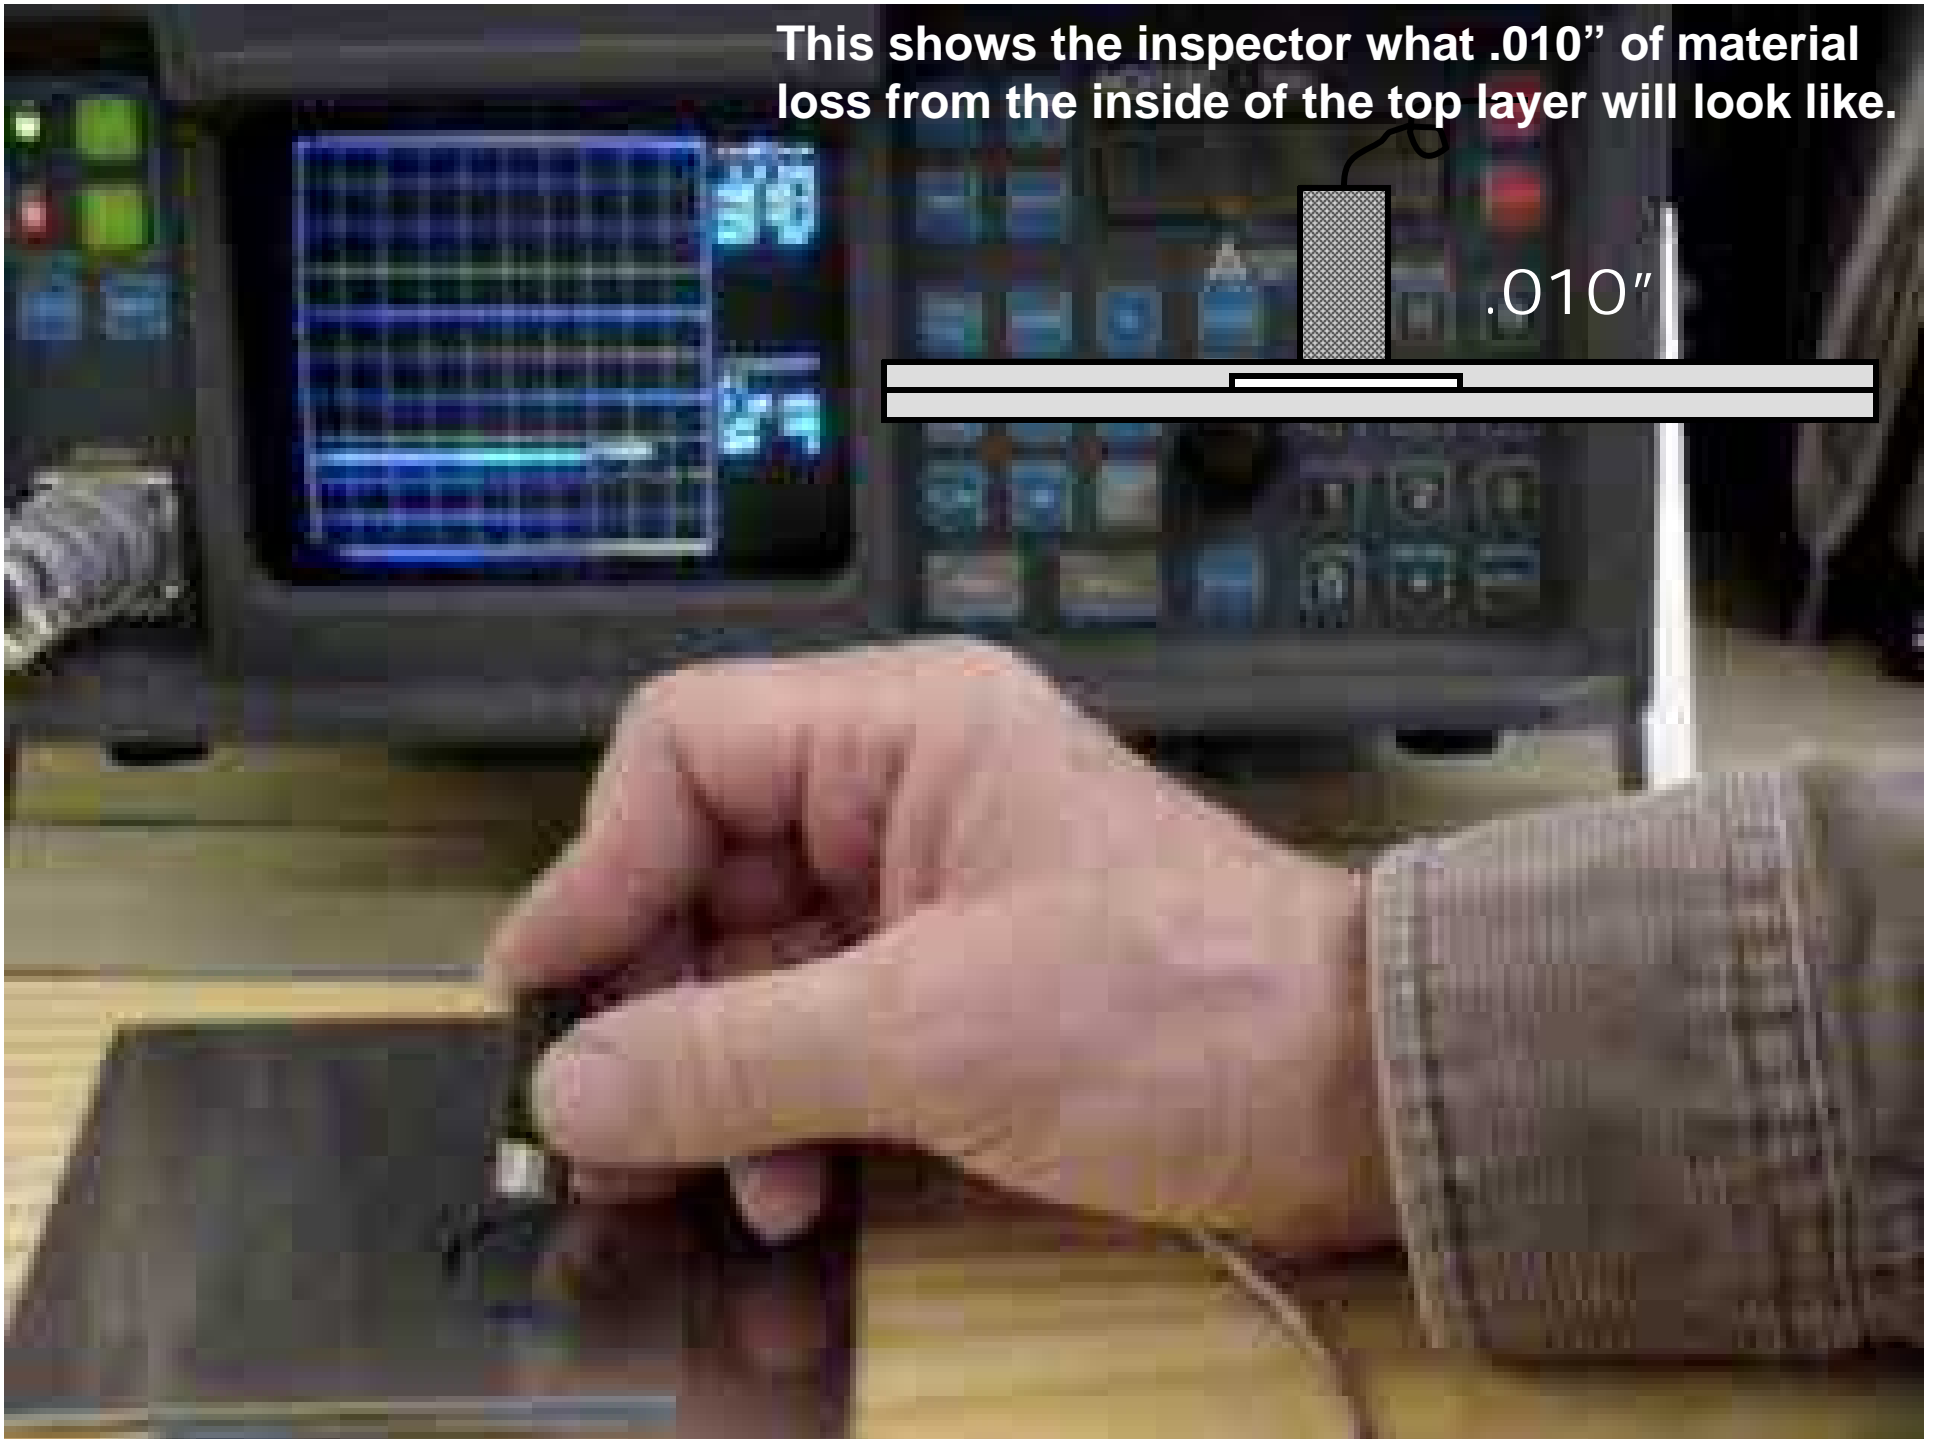 This shows the inspector what .010” of material
loss from the inside of the top layer will look like.
.010”